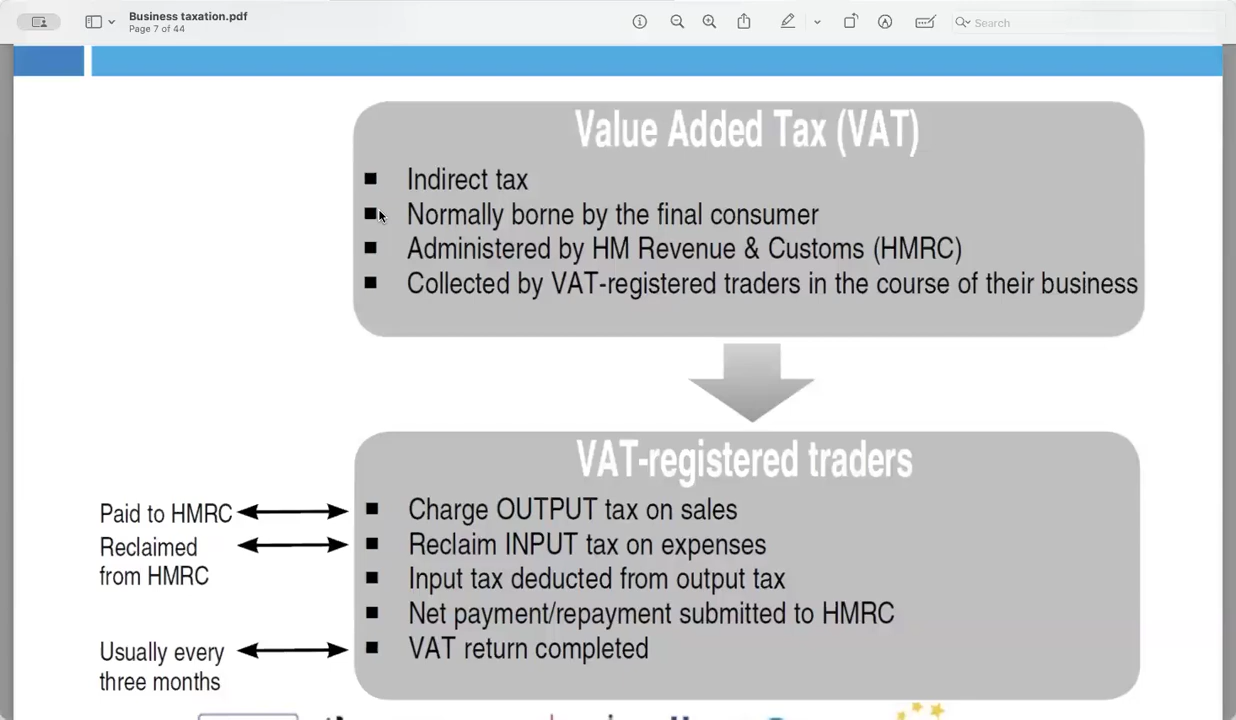 Business taxation.pdf
Page 7 of 44
Search
Value Added Tax (VAT)
■ Indirect tax
■ Normally borne by the final consumer
■ Administered by HM Revenue & Customs (HMRC)
■ Collected by VAT-registered traders in the course of their business
VAT-registered traders
Paid to HMRC
■ Charge OUTPUT tax on sales
Reclaimed
from HMRC
■ Reclaim INPUT tax on expenses
■ Input tax deducted from output tax
■ Net payment/repayment submitted to HMRC
Usually every
three months
■ VAT return completed